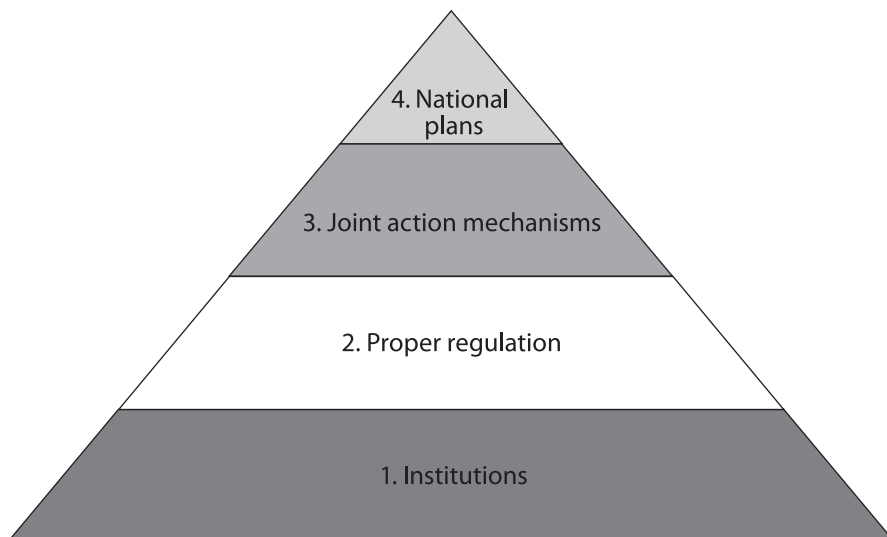 4. National
plans
3. Joint action mechanisms
2. Proper regulation
1. Institutions